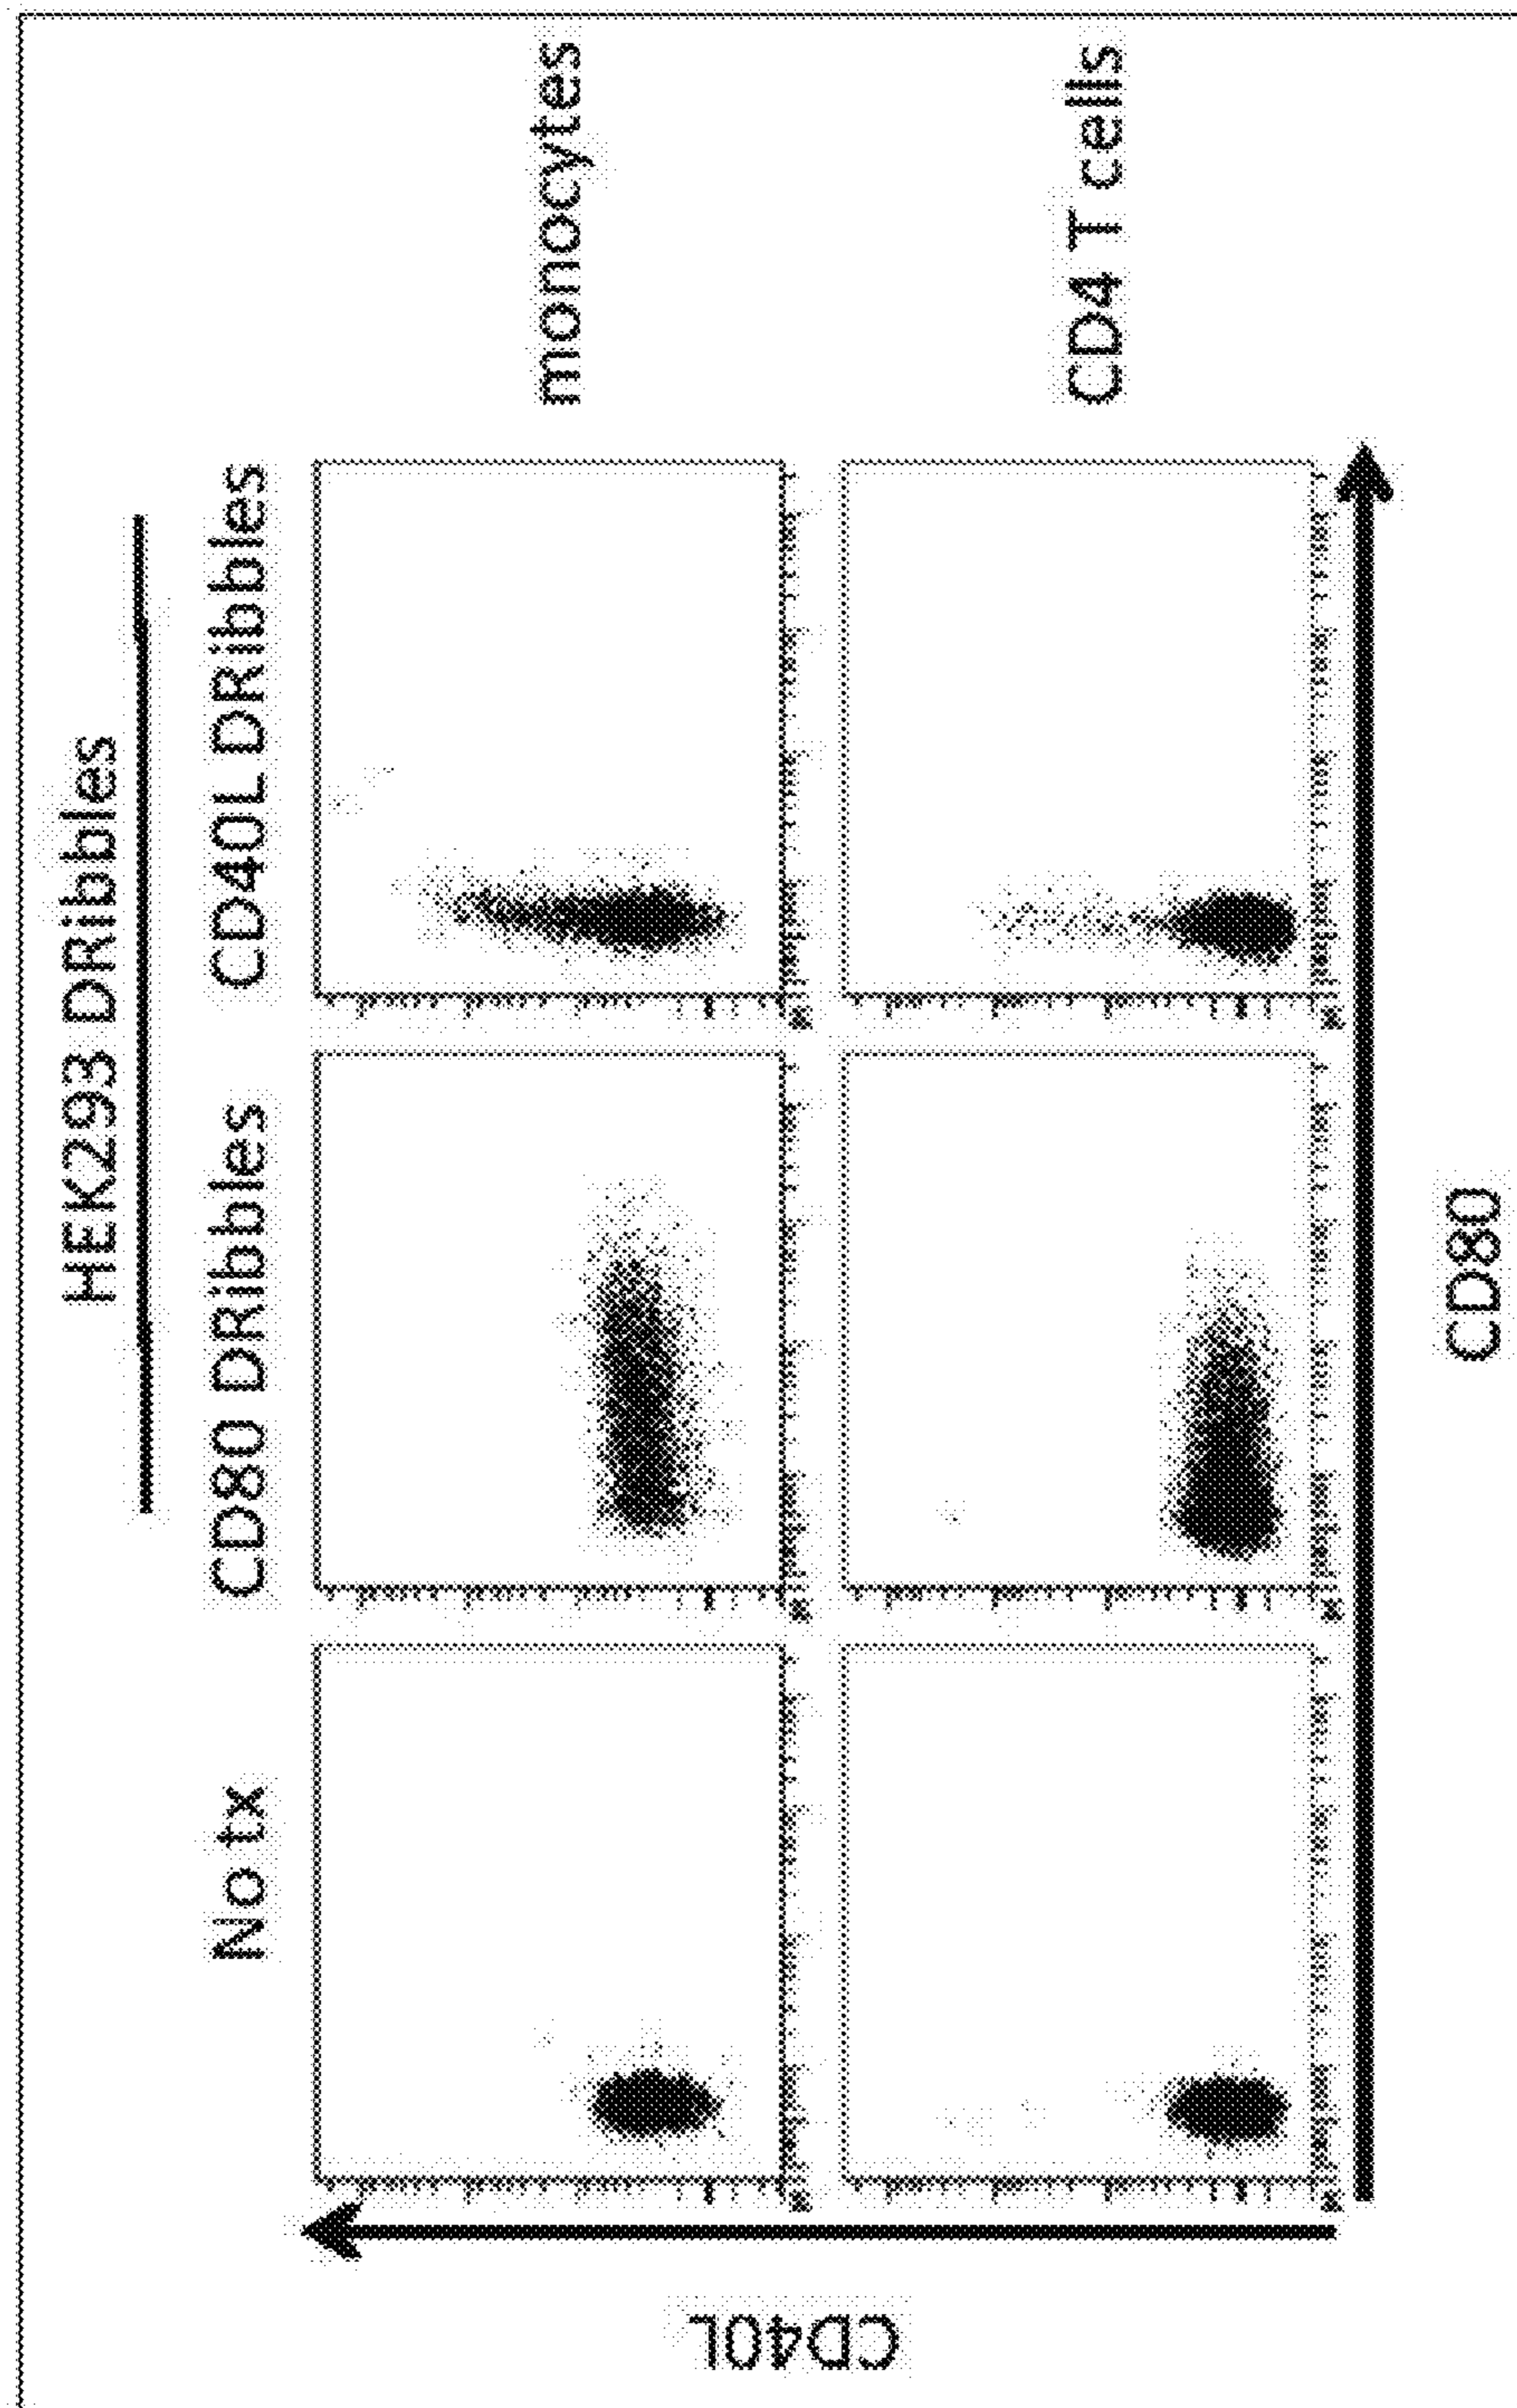 HEK293 DRibbles
No tx
CD80 DRibbles
CD40L DRibbles
monocytes
CD4 T cells
CD40L
CD80